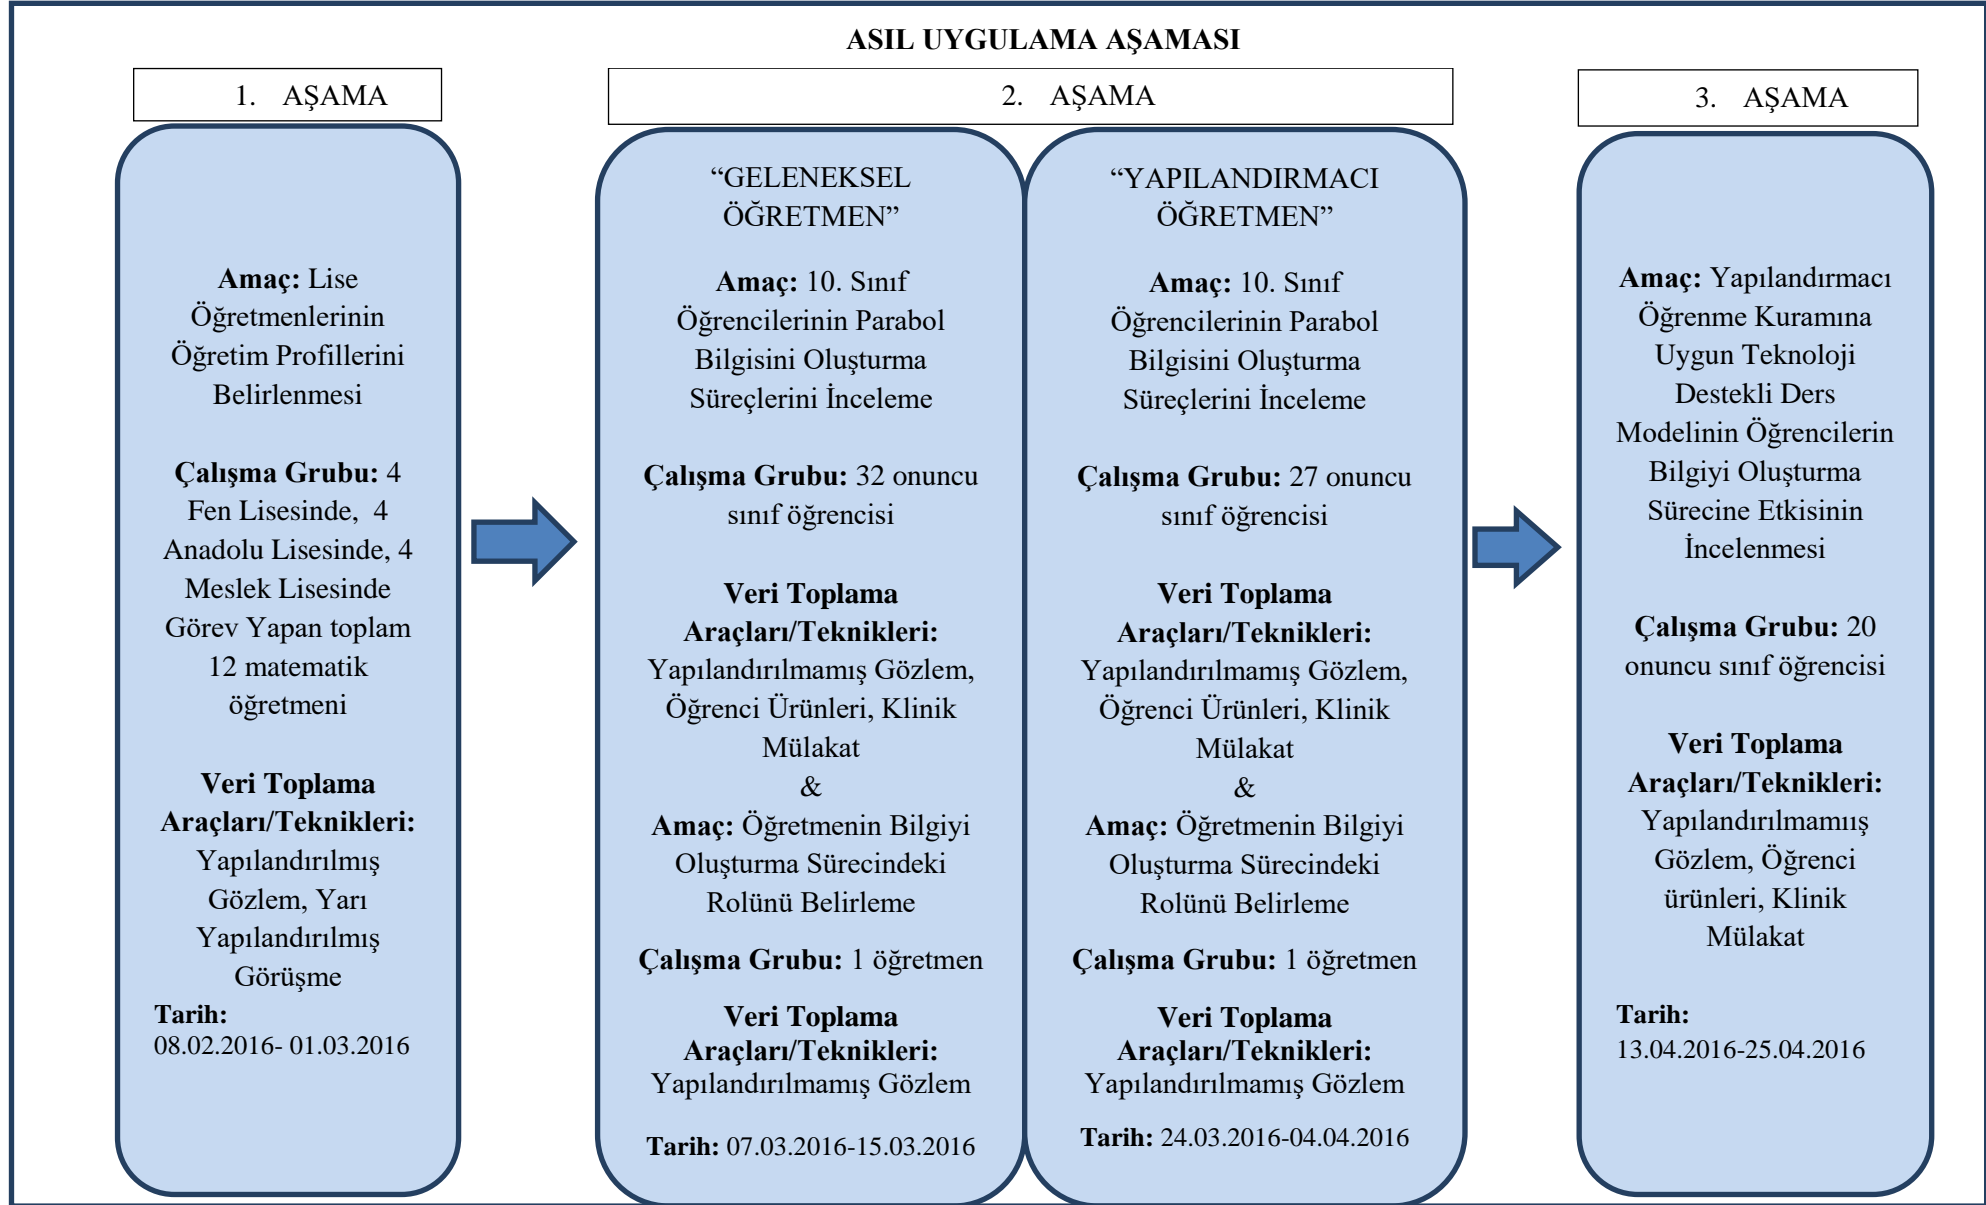 ASIL UYGULAMA AŞAMASI
1. AŞAMA
Amaç: Lise
Öğretmenlerinin
Öğretim Profillerini
Belirlenmesi
Çalışma Grubu: 4
Fen Lisesinde, 4
Anadolu Lisesinde, 4
Meslek Lisesinde
Görev Yapan toplam
12 matematik
öğretmeni
Veri Toplama
Araçları/Teknikleri:
Yapılandırılmış
Gözlem, Yarı
Yapılandırılmış
Görüşme
Tarih:
08.02.2016- 01.03.2016
2. AŞAMA
“GELENEKSEL
ÖĞRETMEN”
Amaç: 10. Sınıf
Öğrencilerinin Parabol
Bilgisini Oluşturma
Süreçlerini İnceleme
Çalışma Grubu: 32 onuncu
sınıf öğrencisi
Veri Toplama
Araçları/Teknikleri:
Yapılandırılmamış Gözlem,
Öğrenci Ürünleri, Klinik
Mülakat
&
Amaç: Öğretmenin Bilgiyi
Oluşturma Sürecindeki
Rolünü Belirleme
Çalışma Grubu: 1 öğretmen
Veri Toplama
Araçları/Teknikleri:
Yapılandırılmamış Gözlem
Tarih: 07.03.2016-15.03.2016
“YAPILANDIRMACI
ÖĞRETMEN”
Amaç: 10. Sınıf
Öğrencilerinin Parabol
Bilgisini Oluşturma
Süreçlerini İnceleme
Çalışma Grubu: 27 onuncu
sınıf öğrencisi
Veri Toplama
Araçları/Teknikleri:
Yapılandırılmamış Gözlem,
Öğrenci Ürünleri, Klinik
Mülakat
&
Amaç: Öğretmenin Bilgiyi
Oluşturma Sürecindeki
Rolünü Belirleme
Çalışma Grubu: 1 öğretmen
Veri Toplama
Araçları/Teknikleri:
Yapılandırılmamış Gözlem
Tarih: 24.03.2016-04.04.2016
3. AŞAMA
Amaç: Yapılandırmacı
Öğrenme Kuramına
Uygun Teknoloji
Destekli Ders
Modelinin Öğrencilerin
Bilgiyi Oluşturma
Sürecine Etkisinin
İncelenmesi
Çalışma Grubu: 20
onuncu sınıf öğrencisi
Veri Toplama
Araçları/Teknikleri:
Yapılandırılmamıış
Gözlem, Öğrenci
ürünleri, Klinik
Mülakat
Tarih:
13.04.2016-25.04.2016